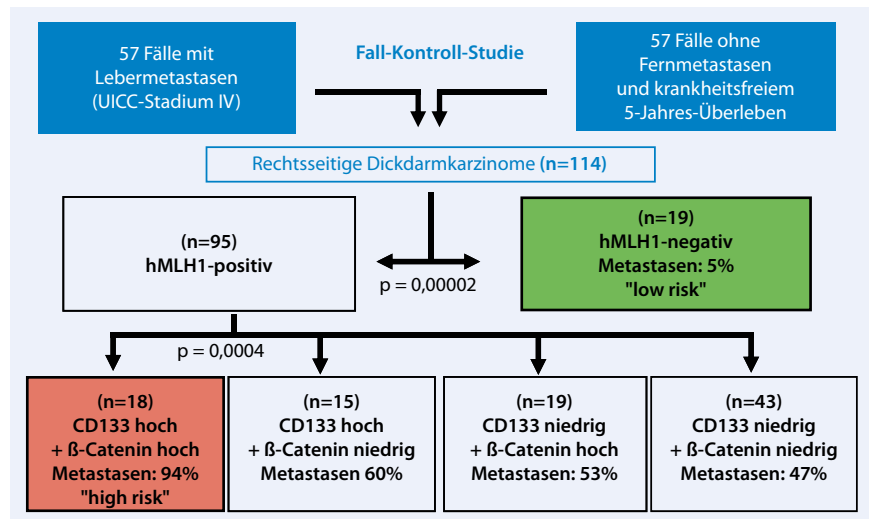 57 Fälle mit
Lebermetastasen
(UICC-Stadium IV)
Fall-Kontroll-Studie
57 Fälle ohne
Fernmetastasen
und krankheitsfreiem
5-Jahres-Überleben
Rechtsseitige Dickdarmkarzinome (n=114)
(n=95)
hMLH1-positiv
p = 0,00002
(n=19)
hMLH1-negativ
Metastasen: 5%
"low risk"
p = 0,0004
(n=18)
CD133 hoch
+ ß-Catenin hoch
Metastasen: 94%
"high risk"
(n=15)
CD133 hoch
+ ß-Catenin niedrig
Metastasen 60%
(n=19)
CD133 niedrig
+ ß-Catenin hoch
Metastasen: 53%
(n=43)
CD133 niedrig
+ ß-Catenin niedrig
Metastasen: 47%